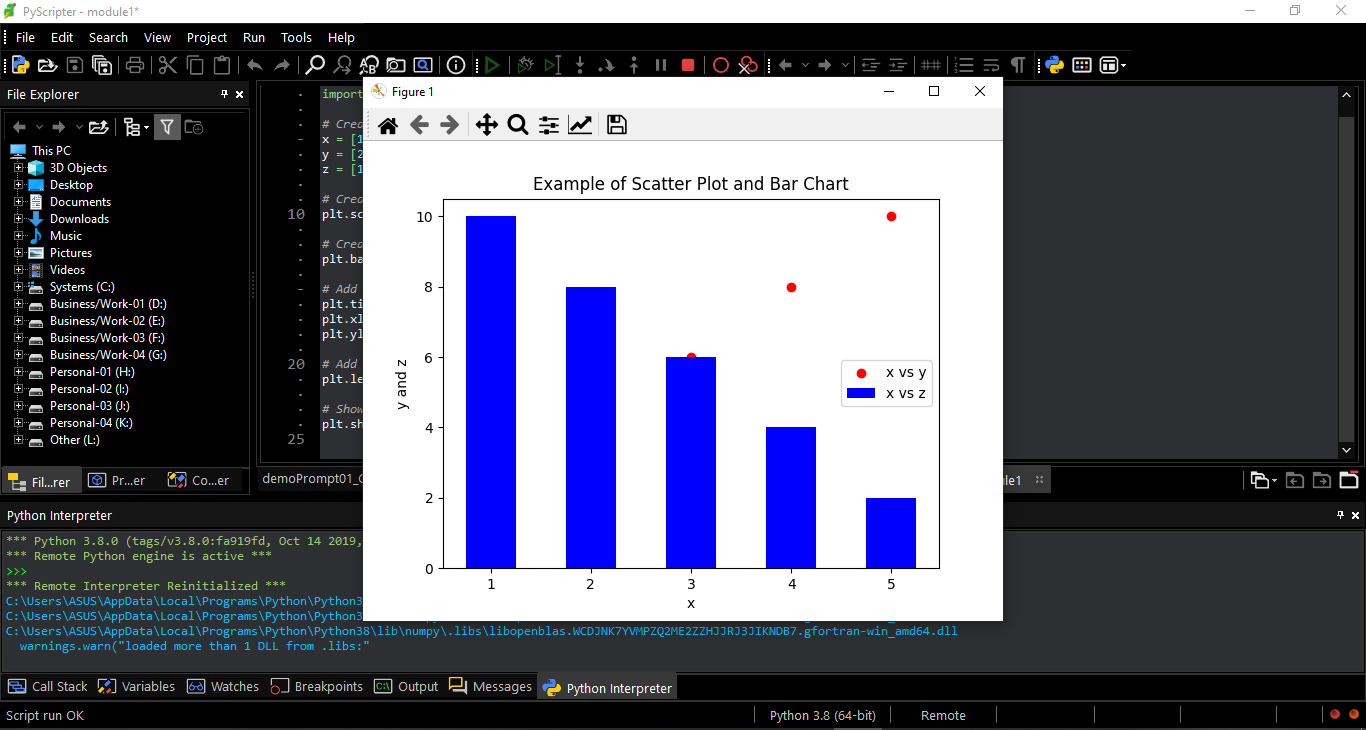 PyScripter - module1*
File Edit Search View Project Run Tools Help
File Explorer
This PC
3D Objects
Desktop
Documents
Downloads
Music
Pictures
Videos
Systems (C:)
Business/Work-01 (D:)
Business/Work-02 (E:)
Business/Work-03 (F:)
Business/Work-04 (G:)
Personal-01 (H:)
Personal-02 (I:)
Personal-03 (J:)
Personal-04 (K:)
Other (L:)
Fil...rer Pr...er Co...er
import
# Crea
x = [1
y = [2
z = [1
# Crea
10 plt.sc
# Crea
plt.ba
# Add
plt.ti
plt.xl
plt.yl
20 # Add
plt.le
# Show
plt.sh
25
demoPrompt01_
le1
Figure 1
Example of Scatter Plot and Bar Chart
10
8
6
4
2
0
y and z
x vs y
x vs z
1 2 3 4 5
x
Python Interpreter
*** Python 3.8.0 (tags/v3.8.0:fa919fd, Oct 14 2019,
*** Remote Python engine is active ***
>>>
*** Remote Interpreter Reinitialized ***
C:\Users\ASUS\AppData\Local\Programs\Python\Python3
C:\Users\ASUS\AppData\Local\Programs\Python\Python3
C:\Users\ASUS\AppData\Local\Programs\Python\Python38\lib\numpy\.libs\libopenblas.WCDJNK7YVMPZQ2ME2ZZHJJRJ3JIKNDB7.gfortran-win_amd64.dll
warnings.warn("loaded more than 1 DLL from .libs:"
Call Stack Variables Watches Breakpoints Output Messages Python Interpreter
Script run OK Python 3.8 (64-bit) Remote